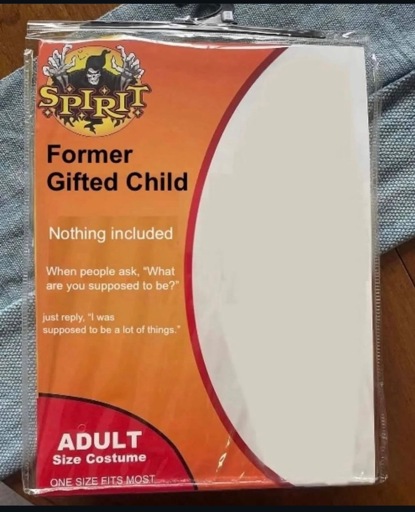 SPIRIT
Former
Gifted Child
Nothing included
When people ask, "What
are you supposed to be?"
just reply, "I was
supposed to be a lot of things."
ADULT
Size Costume
ONE SIZE FITS MOST